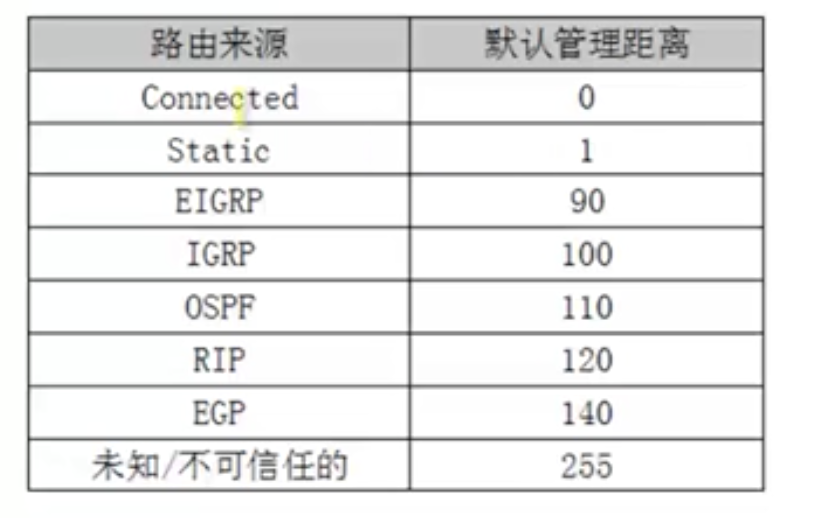 路由来源 默认管理距离
Connected 0
Static 1
EIGRP 90
IGRP 100
OSPF 110
RIP 120
EGP 140
未知/不可信任的 255